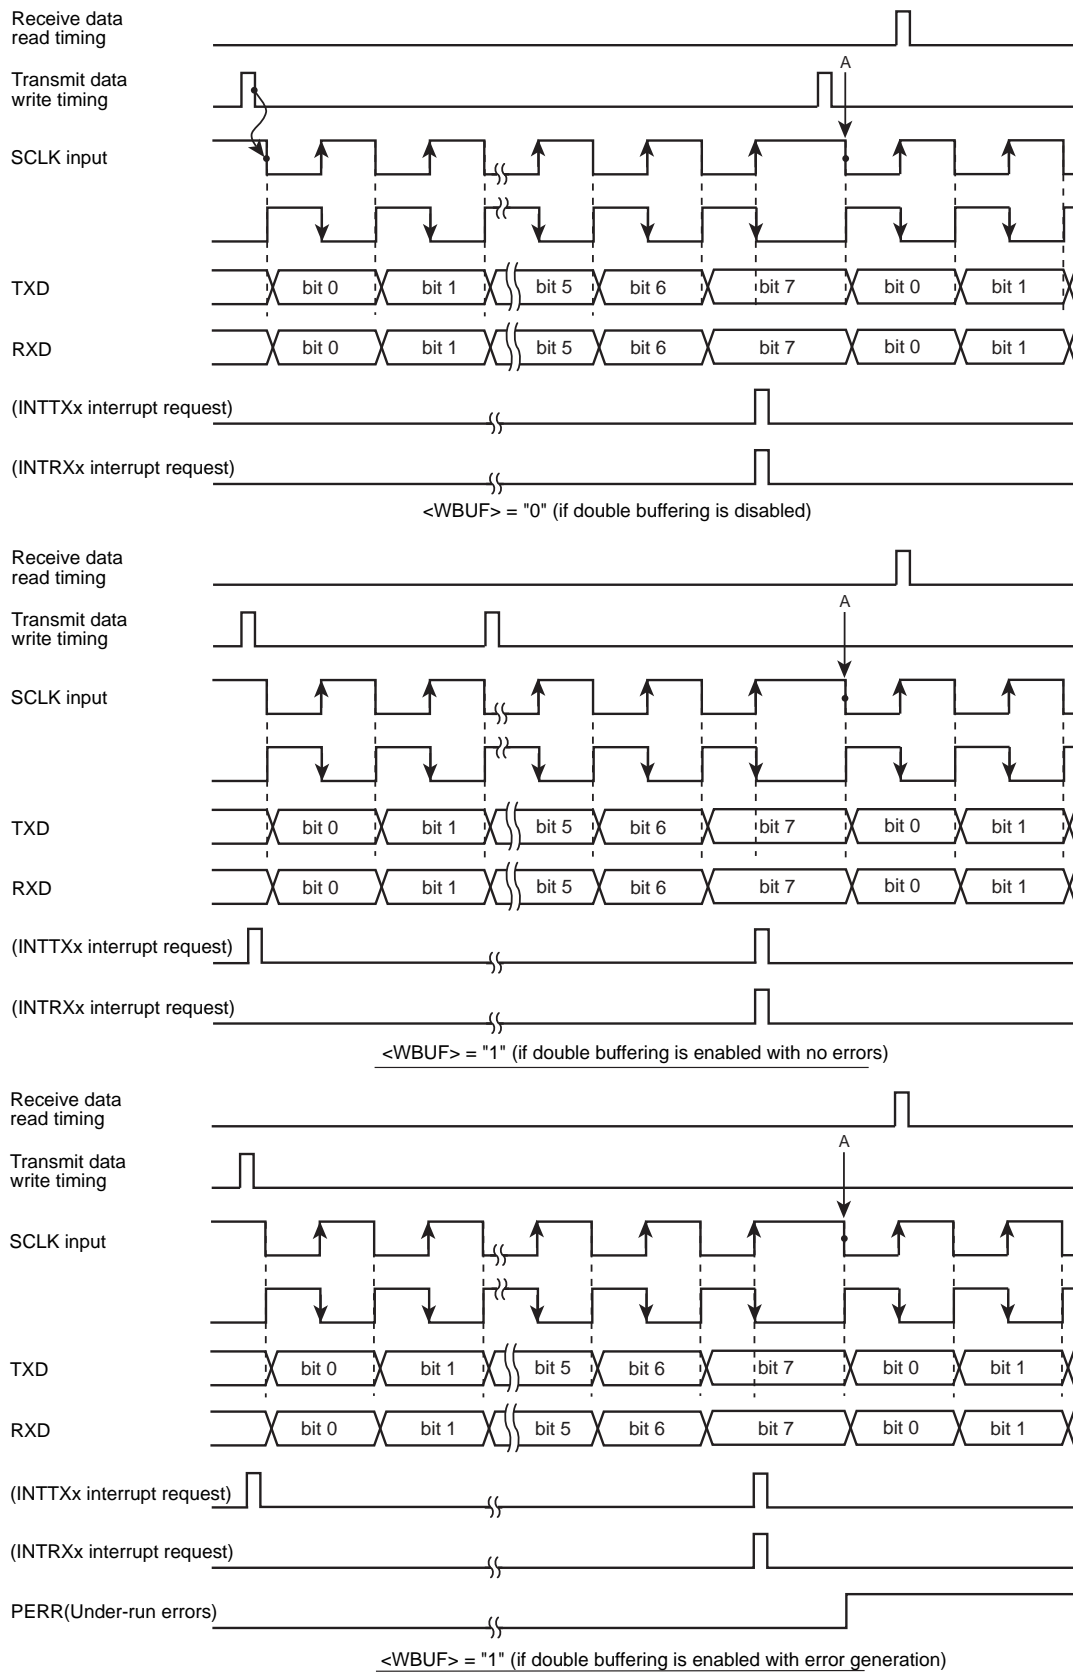 Receive data
read timing
Transmit data
write timing
A
SCLK input
TXD
bit 0 bit 1 bit 5 bit 6 bit 7 bit 0 bit 1
RXD
bit 0 bit 1 bit 5 bit 6 bit 7 bit 0 bit 1
(INTTXx interrupt request)
(INTRXx interrupt request)
<WBUF> = "0" (if double buffering is disabled)
Receive data
read timing
Transmit data
write timing
A
SCLK input
TXD
bit 0 bit 1 bit 5 bit 6 bit 7 bit 0 bit 1
RXD
bit 0 bit 1 bit 5 bit 6 bit 7 bit 0 bit 1
(INTTXx interrupt request)
(INTRXx interrupt request)
<WBUF> = "1" (if double buffering is enabled with no errors)
Receive data
read timing
Transmit data
write timing
A
SCLK input
TXD
bit 0 bit 1 bit 5 bit 6 bit 7 bit 0 bit 1
RXD
bit 0 bit 1 bit 5 bit 6 bit 7 bit 0 bit 1
(INTTXx interrupt request)
(INTRXx interrupt request)
PERR(Under-run errors)
<WBUF> = "1" (if double buffering is enabled with error generation)